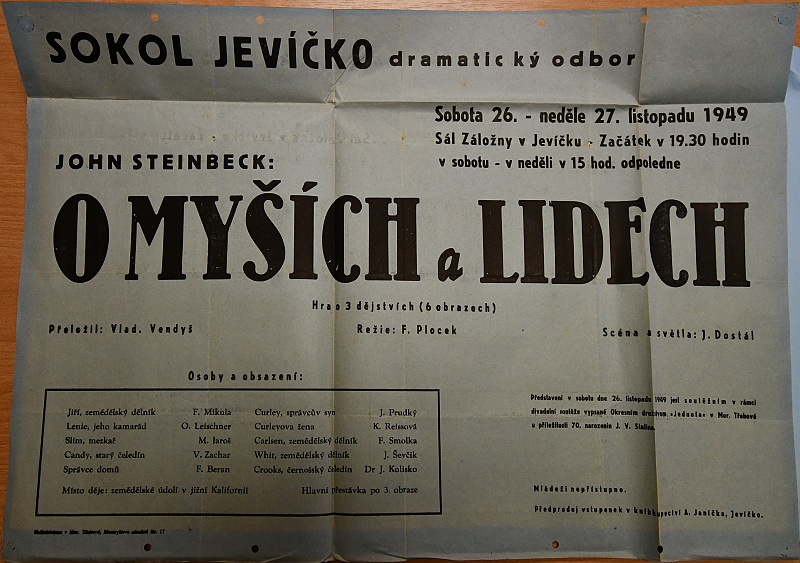 SOKOL JEVÍČKO dramatický odbor
Sobota 26. - neděle 27. listopadu 1949
Sál Záložny v Jevíčku - Začátek v 19.30 hodin
v sobotu - v neděli v 15 hod. odpoledne
JOHN STEINBECK:
O MYŠÍCH a LIDECH
Hra o 3 dějstvích (6 obrazech)
Přeložil: Vlad. Vendyš Režie: F. Plocek Scéna a světla: J. Dostál
Osoby a obsazení:
Jiří, zemědělský dělník F. Mikula Curley, správcův syn J. Prudký
Lenie, jeho kamarád O. Leischner Curleyova žena K. Reissová
Slim, mezkař M. Jaroš Carlsen, zemědělský dělník F. Smolka
Candy, starý čeledín V. Zachar Whit, zemědělský dělník J. Ševčík
Správce domů F. Beran Crooks, černošský čeledín Dr J. Kolisko
Místo děje: zemědělské údolí v jižní Kalifornii Hlavní přestávka po 3. obraze
Představení v sobotu dne 26. listopadu 1949 jest soutěžním v rámci
divadelní soutěže vypsané Okresním družstvem »Jednota« v Mor. Třebové
u příležitosti 70. narozenin J. V. Stalina.
Mládeži nepřístupno.
Předprodej vstupenek v knihkupectví A. Janíčka, Jevíčko.